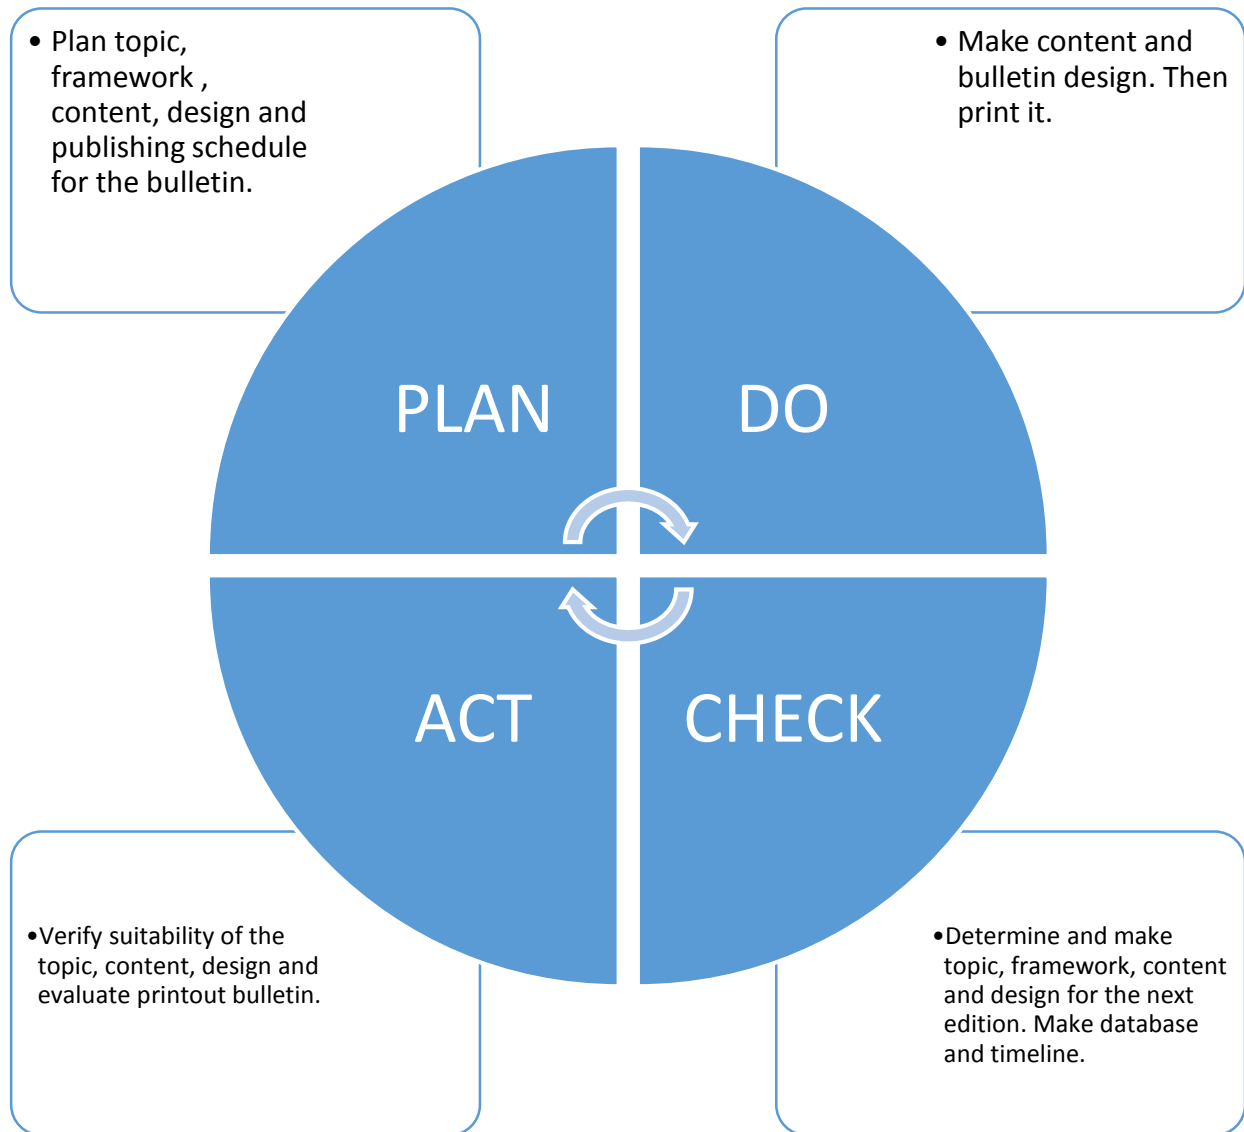 • Plan topic,
framework ,
content, design and
publishing schedule
for the bulletin.
• Make content and
bulletin design. Then
print it.
PLAN
DO
ACT
CHECK
•Verify suitability of the
topic, content, design and
evaluate printout bulletin.
•Determine and make
topic, framework, content
and design for the next
edition. Make database
and timeline.